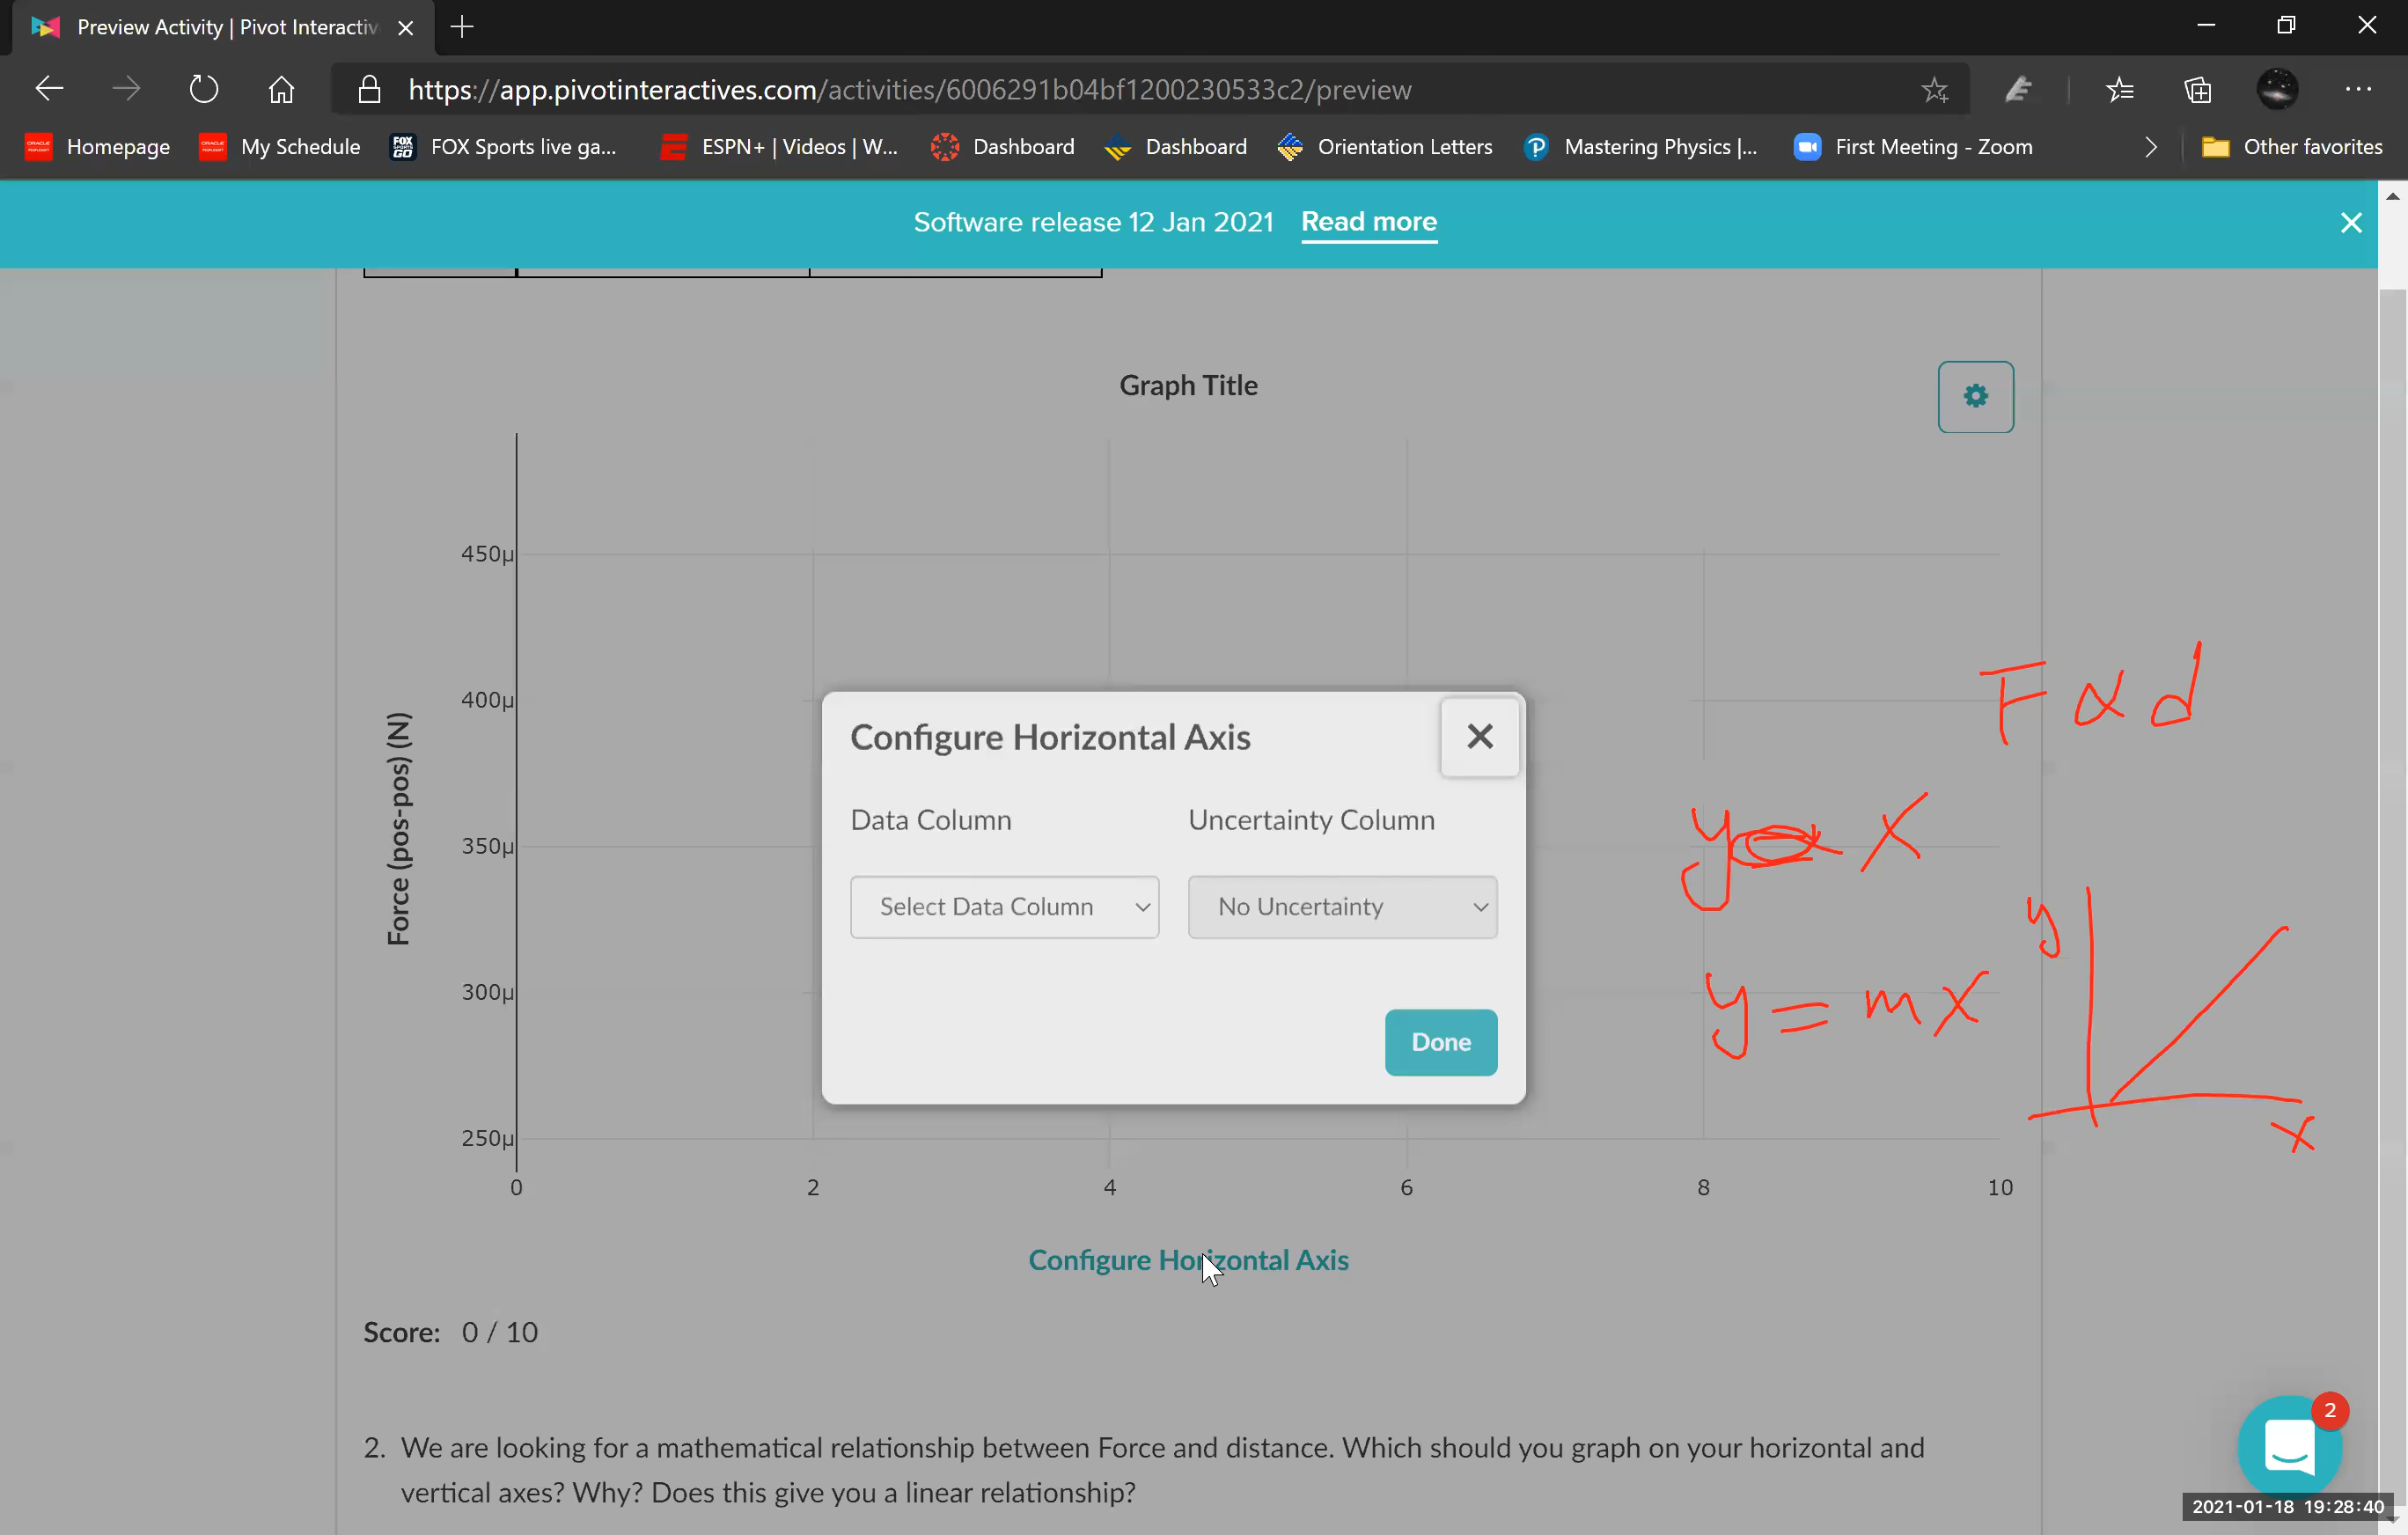 Preview Activity | Pivot Interactiv
https://app.pivotinteractives.com/activities/6006291b04bf1200230533c2/preview
Homepage My Schedule FOX Sports live ga... ESPN+ | Videos | W... Dashboard Dashboard Orientation Letters Mastering Physics |... First Meeting - Zoom Other favorites
Software release 12 Jan 2021 Read more
Graph Title
450µ
400µ
350µ
300µ
250µ
Force (pos-pos) (N)
0 2 4 6 8 10
Configure Horizontal Axis
Data Column Uncertainty Column
Select Data Column No Uncertainty
Done
F α d
y = x
y = mx
y
x
Configure Horizontal Axis
Score: 0 / 10
2. We are looking for a mathematical relationship between Force and distance. Which should you graph on your horizontal and
vertical axes? Why? Does this give you a linear relationship?
2
2021-01-18 19:28:40